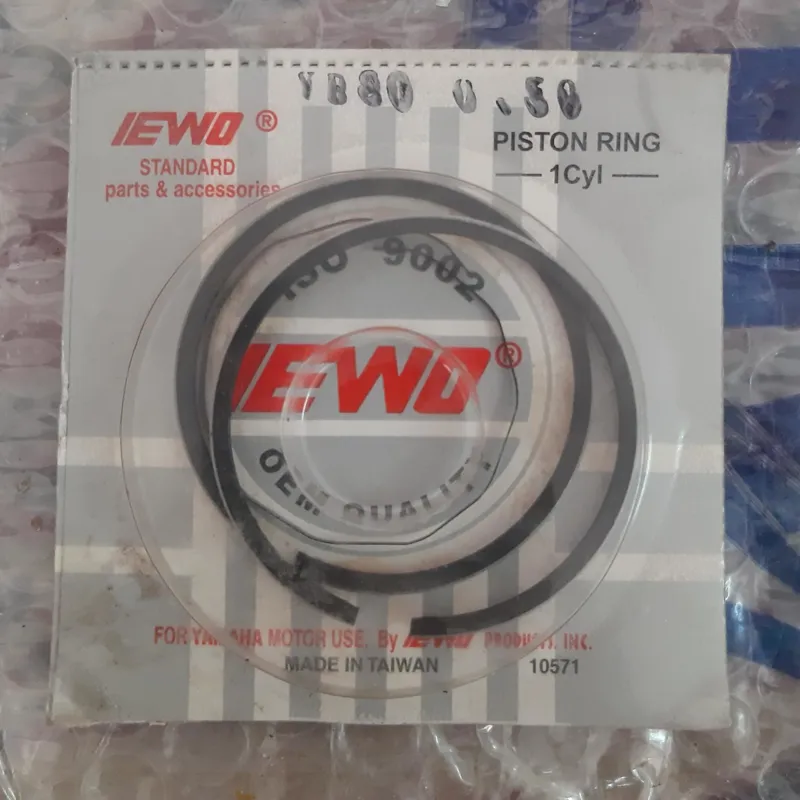 YB80 0.50
IEWO ®
STANDARD
parts & accessories
PISTON RING
1Cyl
ISO 9002
IEWO ®
OEM QUALITY
FOR YAMAHA MOTOR USE. By IEWO PRODUCTS, INC.
MADE IN TAIWAN
10571